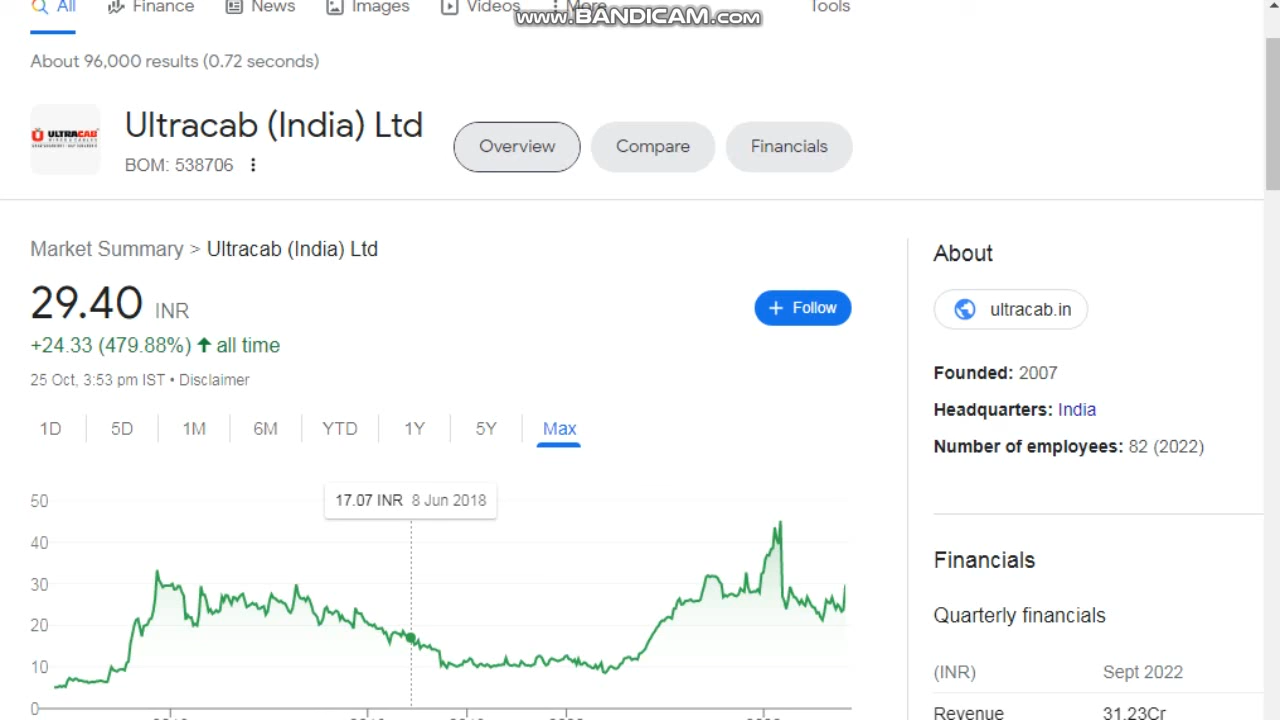 All Finance News Images Videos More Tools
www.BANDICAM.com
About 96,000 results (0.72 seconds)
ULTRACAB
Ultracab (India) Ltd
BOM: 538706
Overview Compare Financials
Market Summary > Ultracab (India) Ltd
29.40 INR
+ Follow
+24.33 (479.88%) ↑ all time
25 Oct, 3:53 pm IST • Disclaimer
1D 5D 1M 6M YTD 1Y 5Y Max
17.07 INR 8 Jun 2018
50
40
30
20
10
0
About
ultracab.in
Founded: 2007
Headquarters: India
Number of employees: 82 (2022)
Financials
Quarterly financials
(INR) Sept 2022
Revenue 31.23Cr